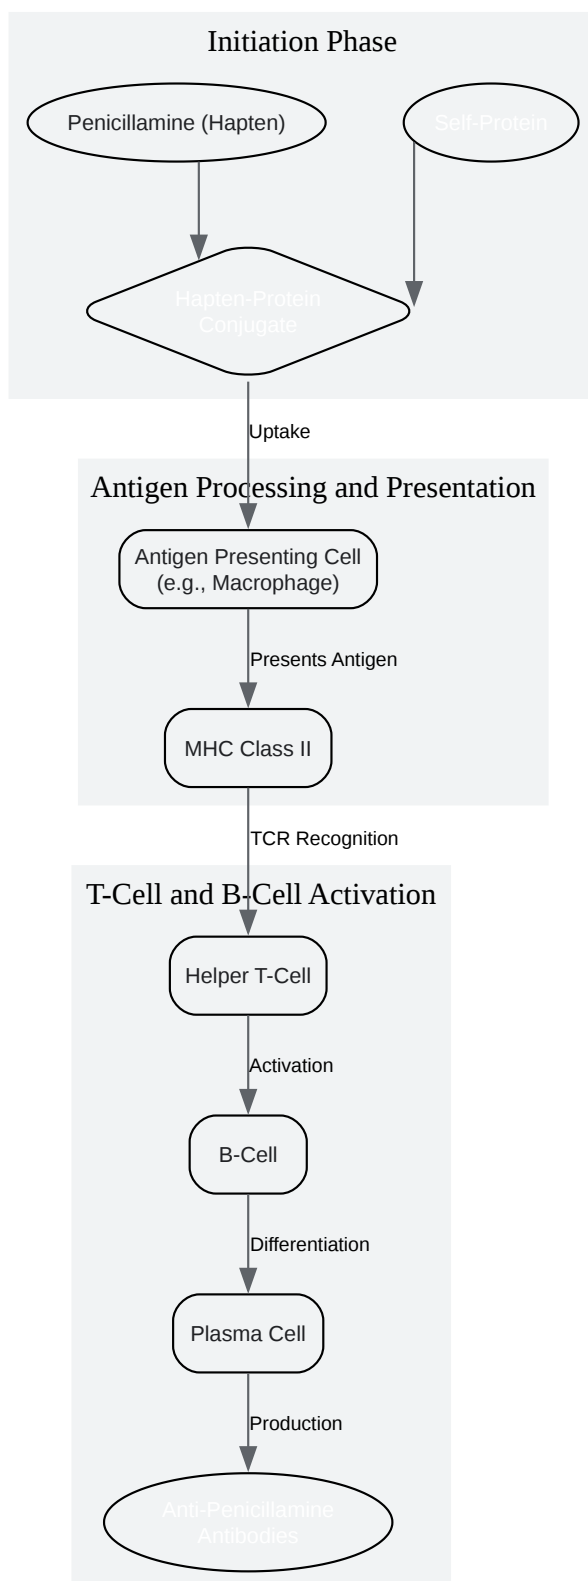 Initiation Phase
Penicillamine (Hapten)
Self-Protein
Hapten-Protein
Conjugate
Uptake
Antigen Processing and Presentation
Antigen Presenting Cell
(e.g., Macrophage)
Presents Antigen
MHC Class II
TCR Recognition
T-Cell and B-Cell Activation
Helper T-Cell
Activation
B-Cell
Differentiation
Plasma Cell
Production
Anti-Penicillamine
Antibodies